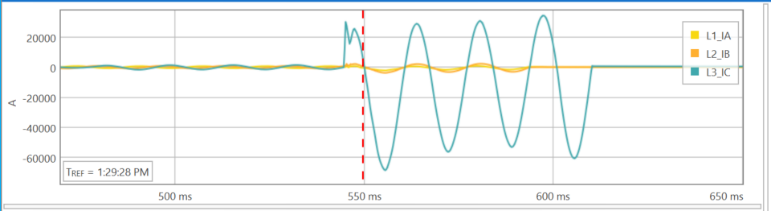 20000
0
-20000
-40000
-60000
A
L1_IA
L2_IB
L3_IC
TREF = 1:29:28 PM
500 ms
550 ms
600 ms
650 ms